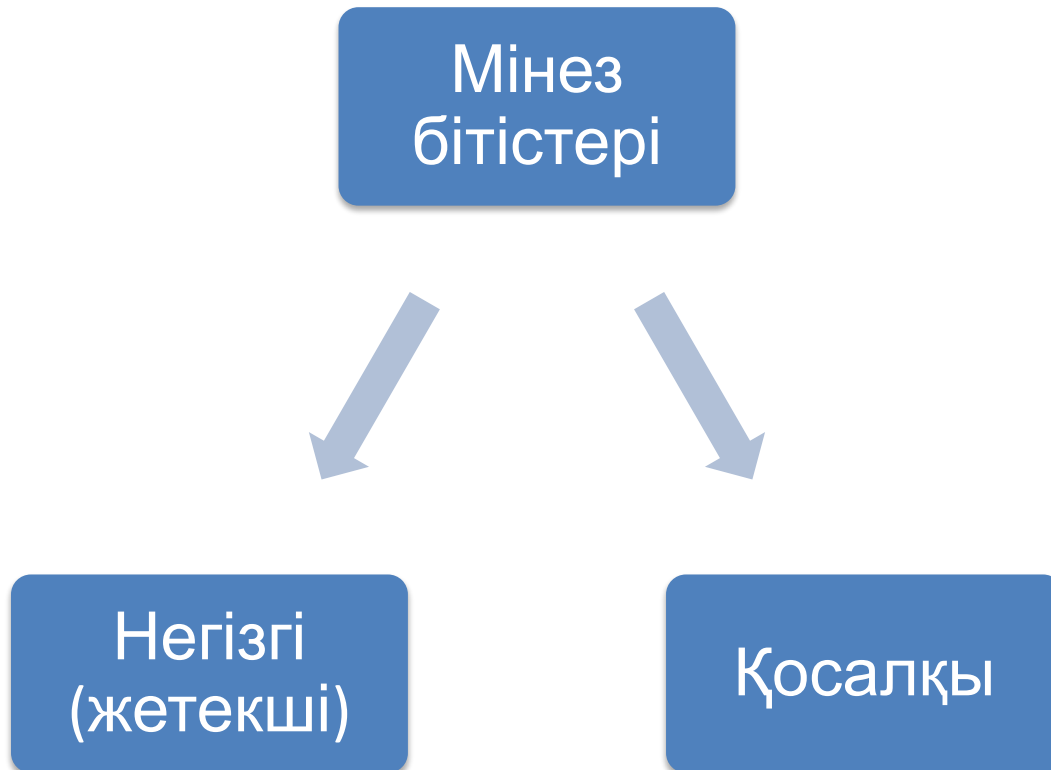 Мінез
бітістері
Негізгі
(жетекші)
Қосалқы